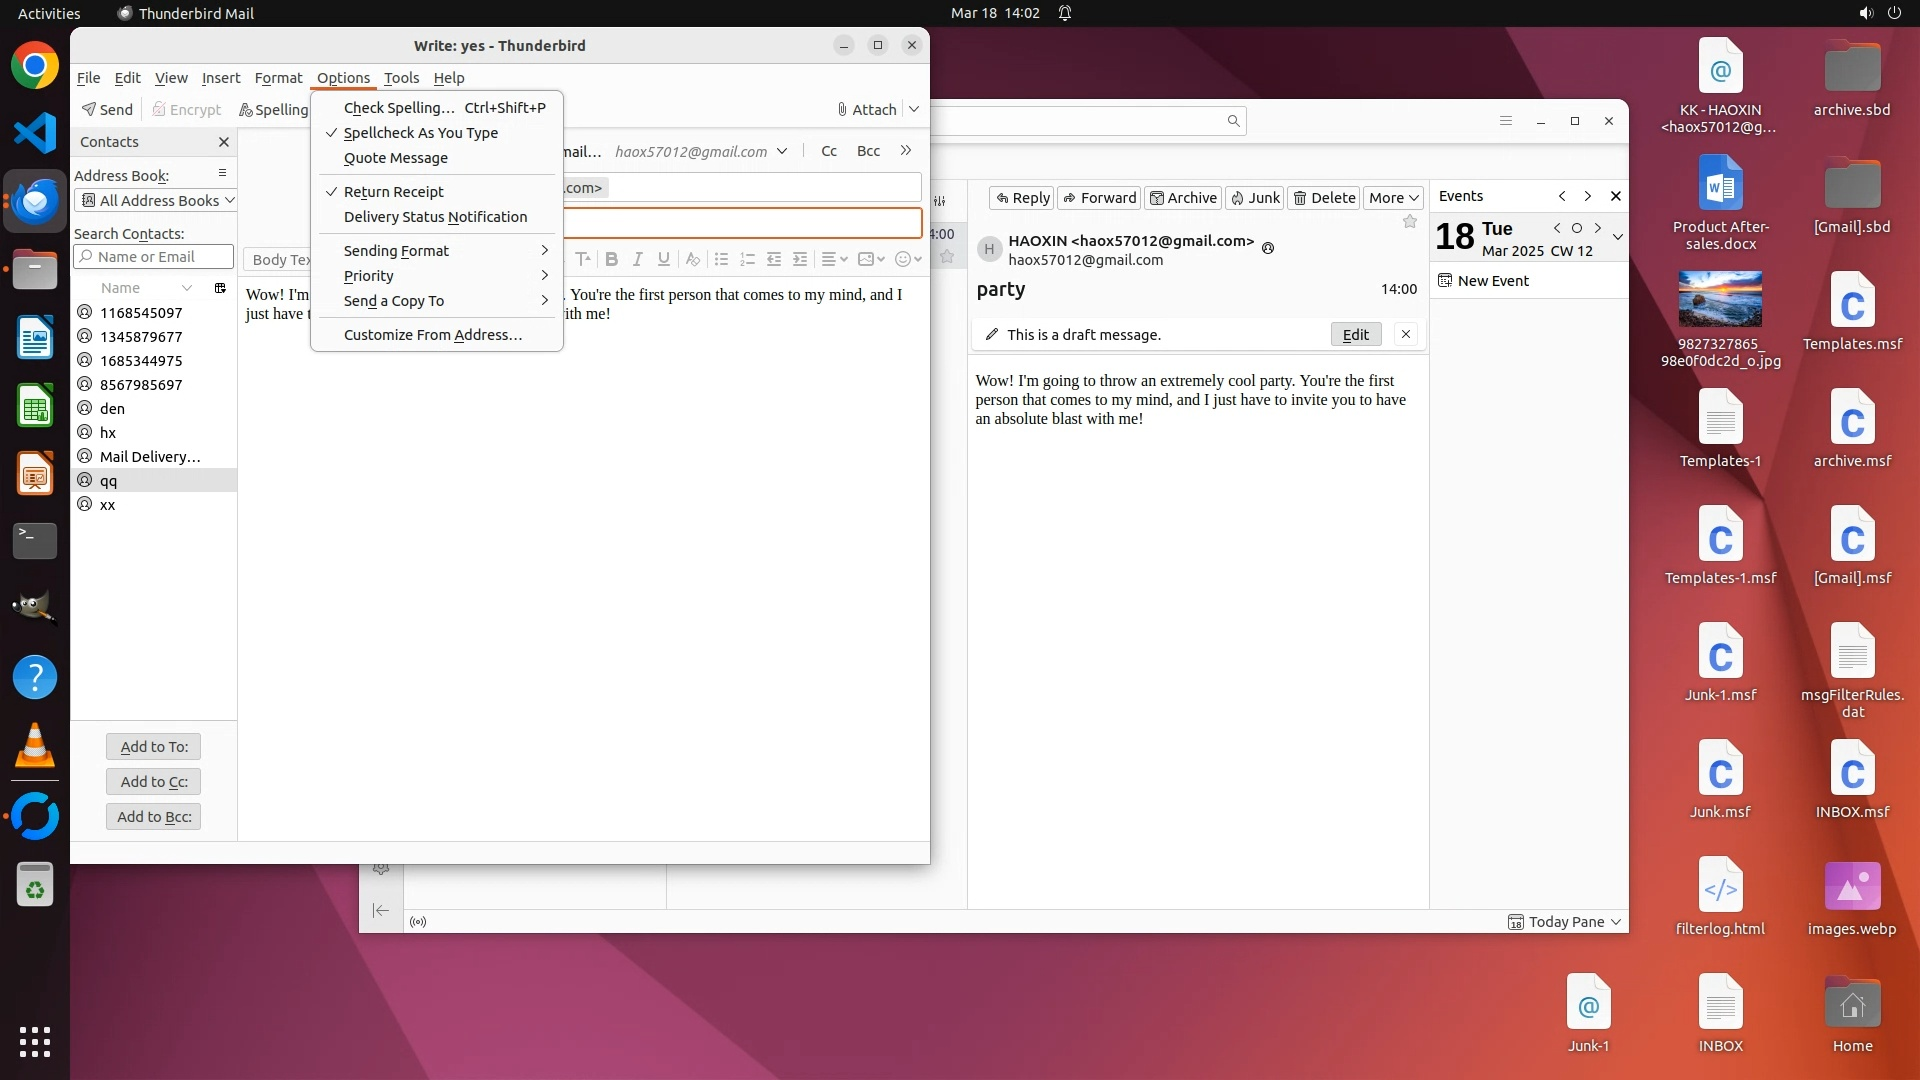 Activities
Thunderbird Mail
Mar 18 14:02
Write: yes - Thunderbird
File Edit View Insert Format Options Tools Help
Send
Encrypt
Spelling
Attach
Check Spelling… Ctrl+Shift+P
Spellcheck As You Type
Quote Message
Return Receipt
Delivery Status Notification
Sending Format
Priority
Send a Copy To
Customize From Address…
Contacts
Address Book:
All Address Books
Search Contacts:
Name or Email
Name
1168545097
1345879677
1685344975
8567985697
den
hx
Mail Delivery…
qq
xx
Add to To:
Add to Cc:
Add to Bcc:
haox57012@gmail.com
Cc
Bcc
.com>
Wow! I'm
. You're the first person that comes to my mind, and I
just have
with me!
4:00
Reply
Forward
Archive
Junk
Delete
More
H
HAOXIN <haox57012@gmail.com>
haox57012@gmail.com
party
14:00
This is a draft message.
Edit
Wow! I'm going to throw an extremely cool party. You're the first
person that comes to my mind, and I just have to invite you to have
an absolute blast with me!
Events
18 Tue
Mar 2025 CW 12
New Event
Today Pane
KK - HAOXIN
<haox57012@g…
archive.sbd
Product After-
sales.docx
[Gmail].sbd
9827327865_
98e0f0dc2d_o.jpg
Templates.msf
Templates-1
archive.msf
Templates-1.msf
[Gmail].msf
Junk-1.msf
msgFilterRules.
dat
Junk.msf
INBOX.msf
filterlog.html
images.webp
Junk-1
INBOX
Home